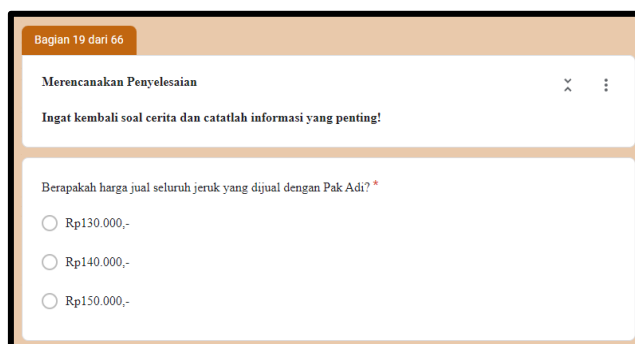 Bagian 19 dari 66
Merencanakan Penyelesaian
Ingat kembali soal cerita dan catatlah informasi yang penting!
Berapakah harga jual seluruh jeruk yang dijual dengan Pak Adi? *
Rp130.000,-
Rp140.000,-
Rp150.000,-